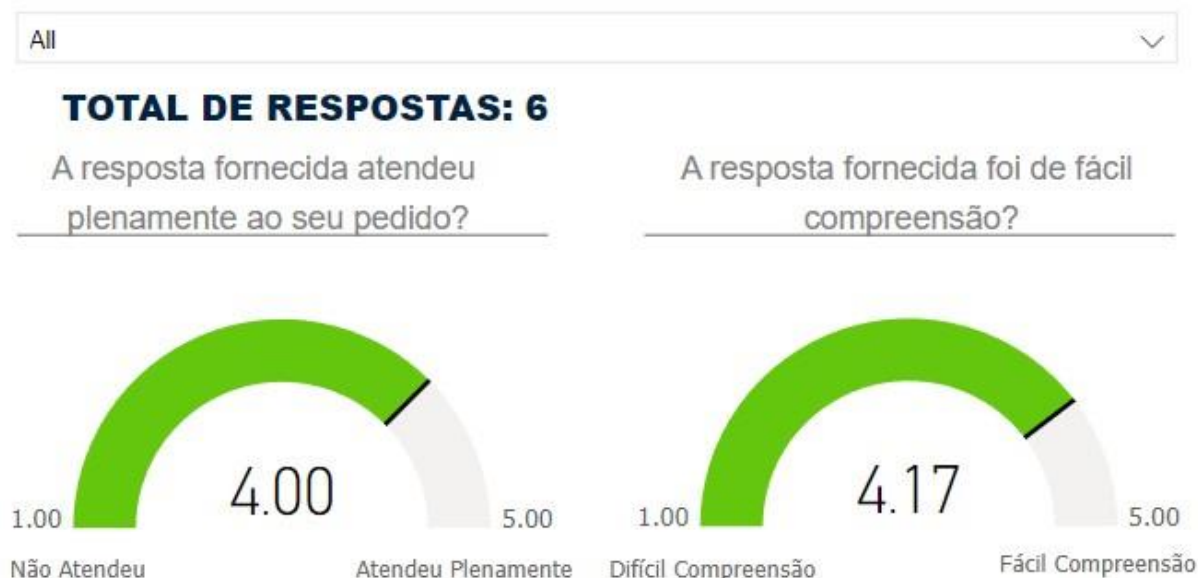 All
TOTAL DE RESPOSTAS: 6
A resposta fornecida atendeu
plenamente ao seu pedido?
A resposta fornecida foi de fácil
compreensão?
4.00
1.00
5.00
Não Atendeu
Atendeu Plenamente
4.17
1.00
5.00
Difícil Compreensão
Fácil Compreensão